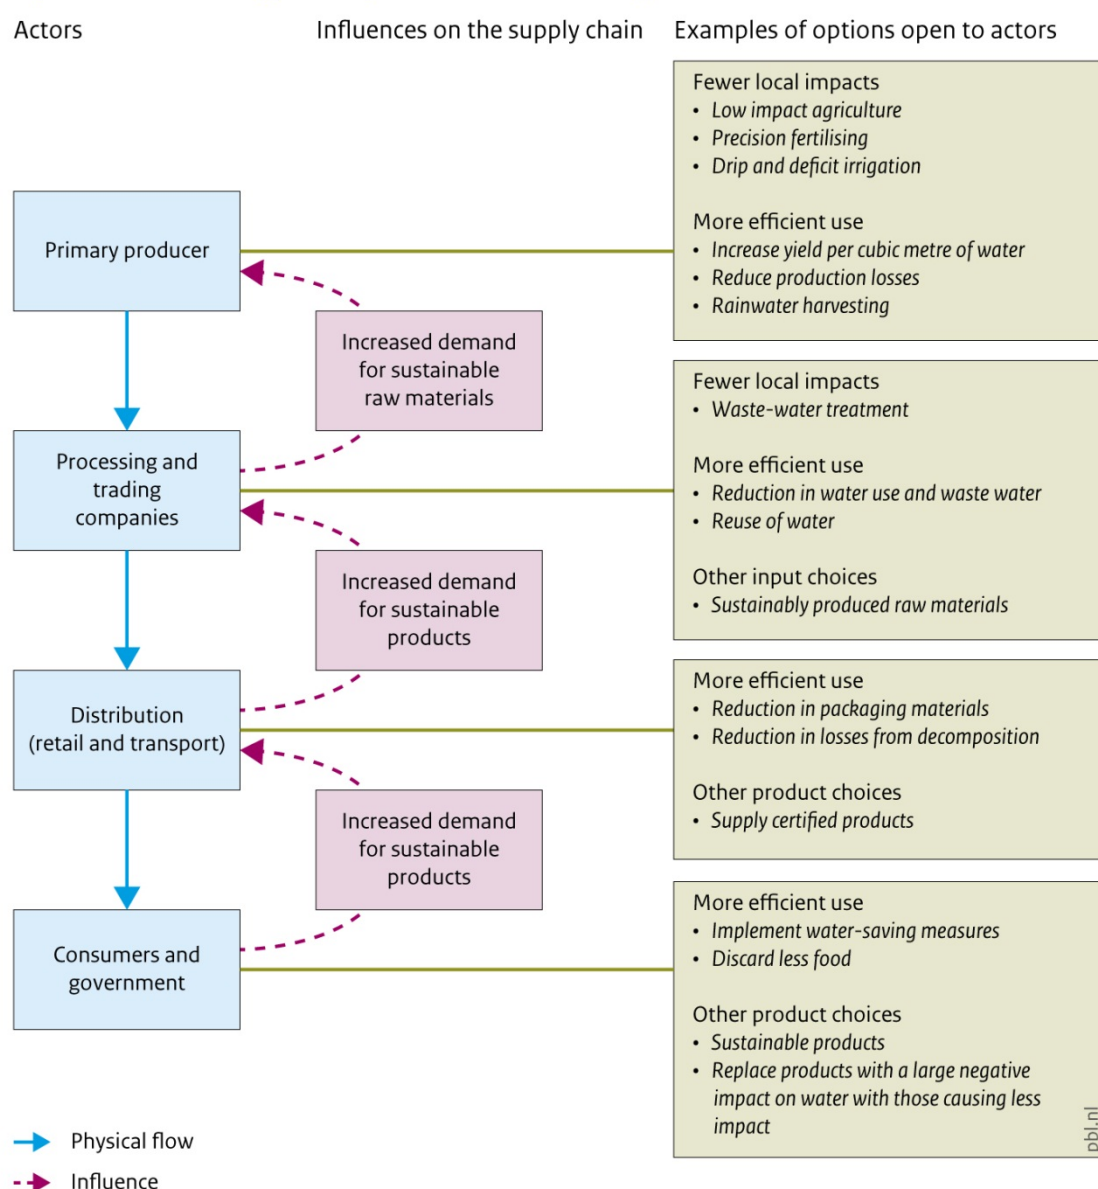 Actors
Influences on the supply chain
Examples of options open to actors
Fewer local impacts
• Low impact agriculture
• Precision fertilising
• Drip and deficit irrigation
More efficient use
• Increase yield per cubic metre of water
• Reduce production losses
• Rainwater harvesting
Primary producer
Increased demand
for sustainable
raw materials
Fewer local impacts
• Waste-water treatment
More efficient use
• Reduction in water use and waste water
• Reuse of water
Other input choices
• Sustainably produced raw materials
Processing and
trading
companies
Increased demand
for sustainable
products
More efficient use
• Reduction in packaging materials
• Reduction in losses from decomposition
Other product choices
• Supply certified products
Distribution
(retail and transport)
Increased demand
for sustainable
products
More efficient use
• Implement water-saving measures
• Discard less food
Other product choices
• Sustainable products
• Replace products with a large negative
impact on water with those causing less
impact
Consumers and
government
Physical flow
Influence
pbl.nl